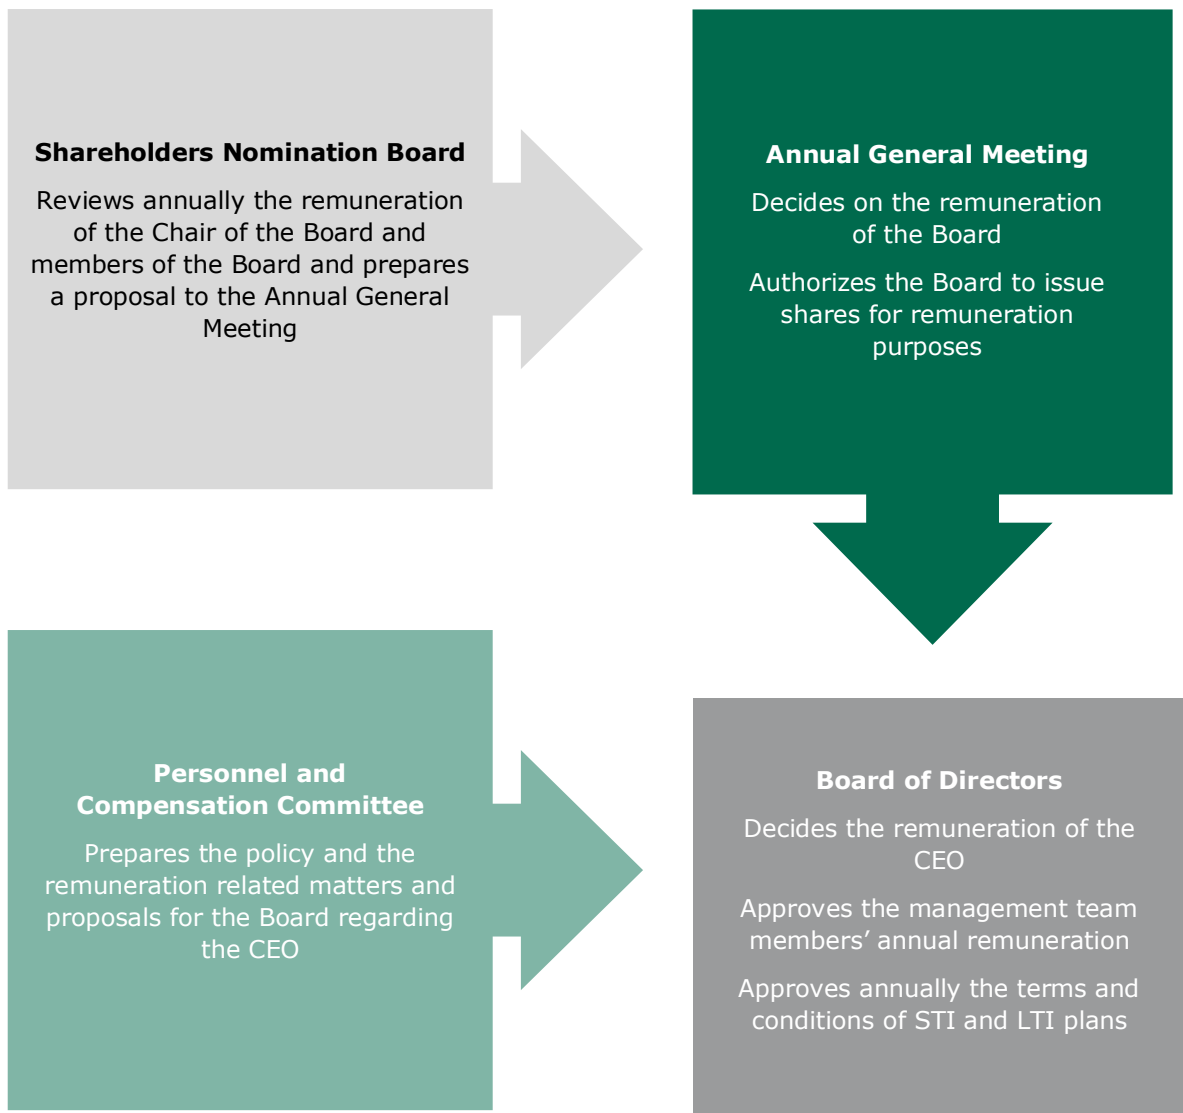 Shareholders Nomination Board
Reviews annually the remuneration
of the Chair of the Board and
members of the Board and prepares
a proposal to the Annual General
Meeting
Annual General Meeting
Decides on the remuneration
of the Board
Authorizes the Board to issue
shares for remuneration
purposes
Personnel and
Compensation Committee
Prepares the policy and the
remuneration related matters and
proposals for the Board regarding
the CEO
Board of Directors
Decides the remuneration of the
CEO
Approves the management team
members’ annual remuneration
Approves annually the terms and
conditions of STI and LTI plans